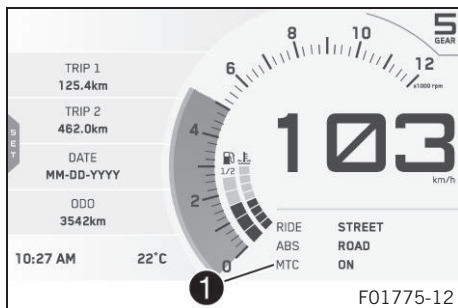 5
GEAR
TRIP 1
125.4km
TRIP 2
462.0km
DATE
MM-DD-YYYY
ODO
3542km
10:27 AM
22°C
SET
0
2
4
6
8
10
12
x1000 rpm
1/2
103
km/h
RIDE STREET
ABS ROAD
MTC ON
1
F01775-12